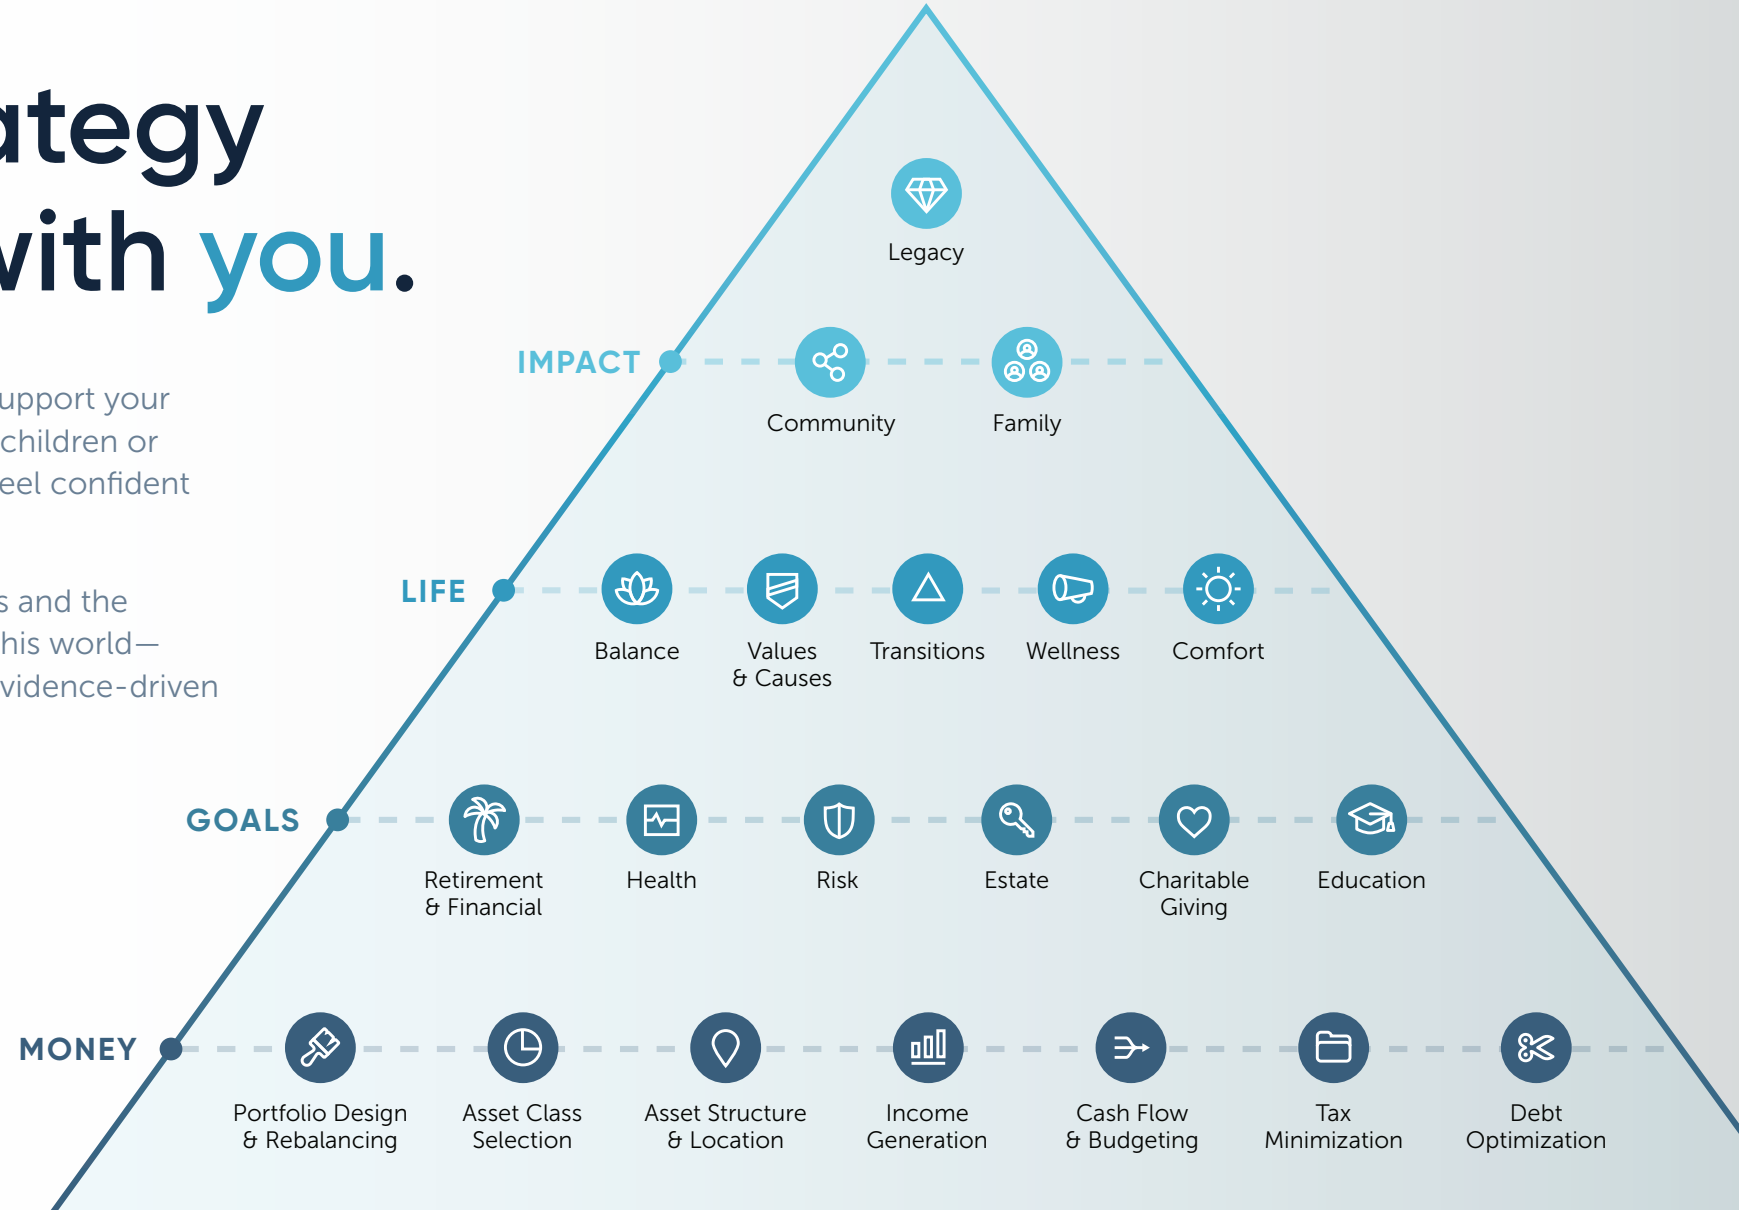 ategy
with you.
upport your
children or
eel confident
s and the
his world—
vidence-driven
Legacy
IMPACT
Community
Family
LIFE
Balance
Values
& Causes
Transitions
Wellness
Comfort
GOALS
Retirement
& Financial
Health
Risk
Estate
Charitable
Giving
Education
MONEY
Portfolio Design
& Rebalancing
Asset Class
Selection
Asset Structure
& Location
Income
Generation
Cash Flow
& Budgeting
Tax
Minimization
Debt
Optimization